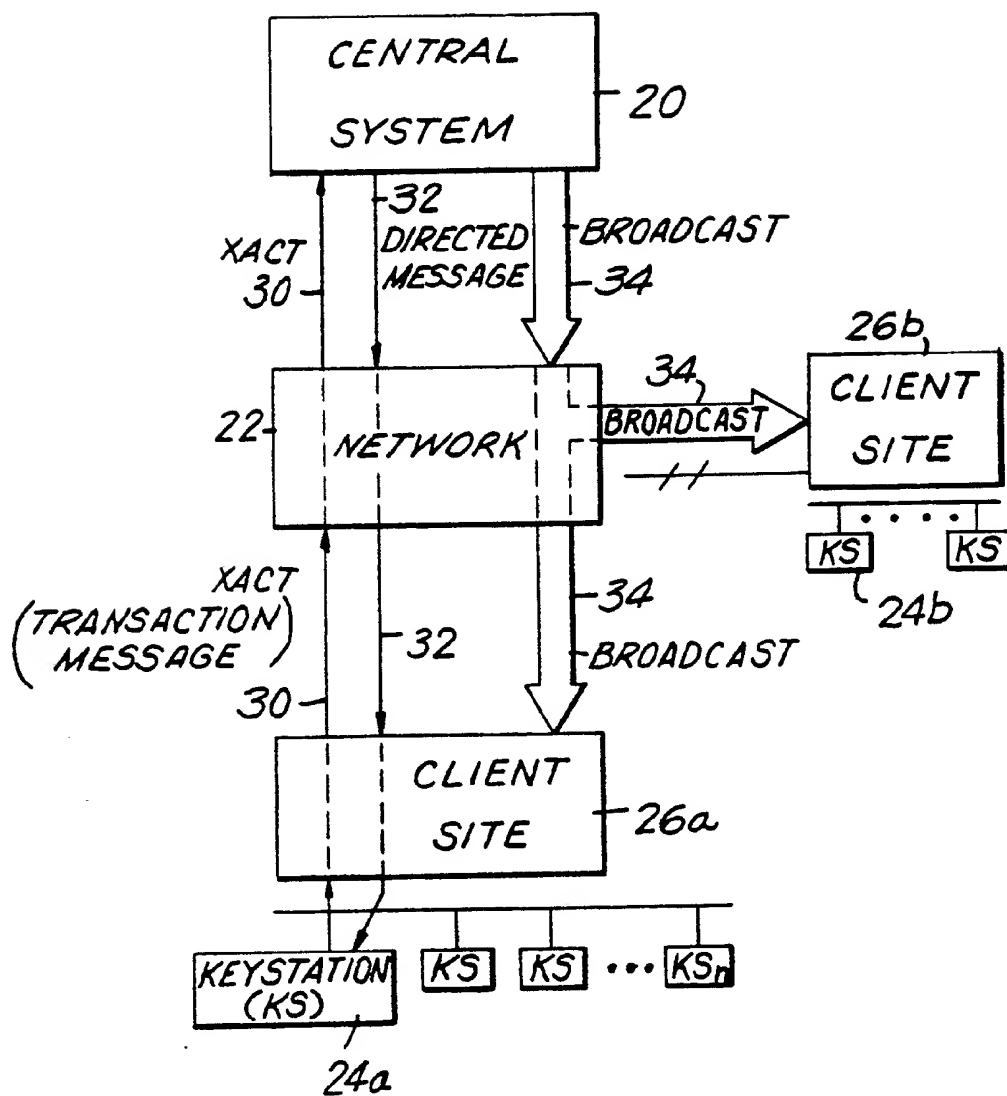 CENTRAL
SYSTEM
20
32
DIRECTED
MESSAGE
BROADCAST
34
XACT
30
26b
CLIENT
SITE
34
BROADCAST
22
NETWORK
KS
. . . .
KS
24b
XACT
(TRANSACTION
MESSAGE)
30
32
34
BROADCAST
CLIENT
SITE
26a
KEYSTATION
(KS)
KS
KS
...
KSn
24a